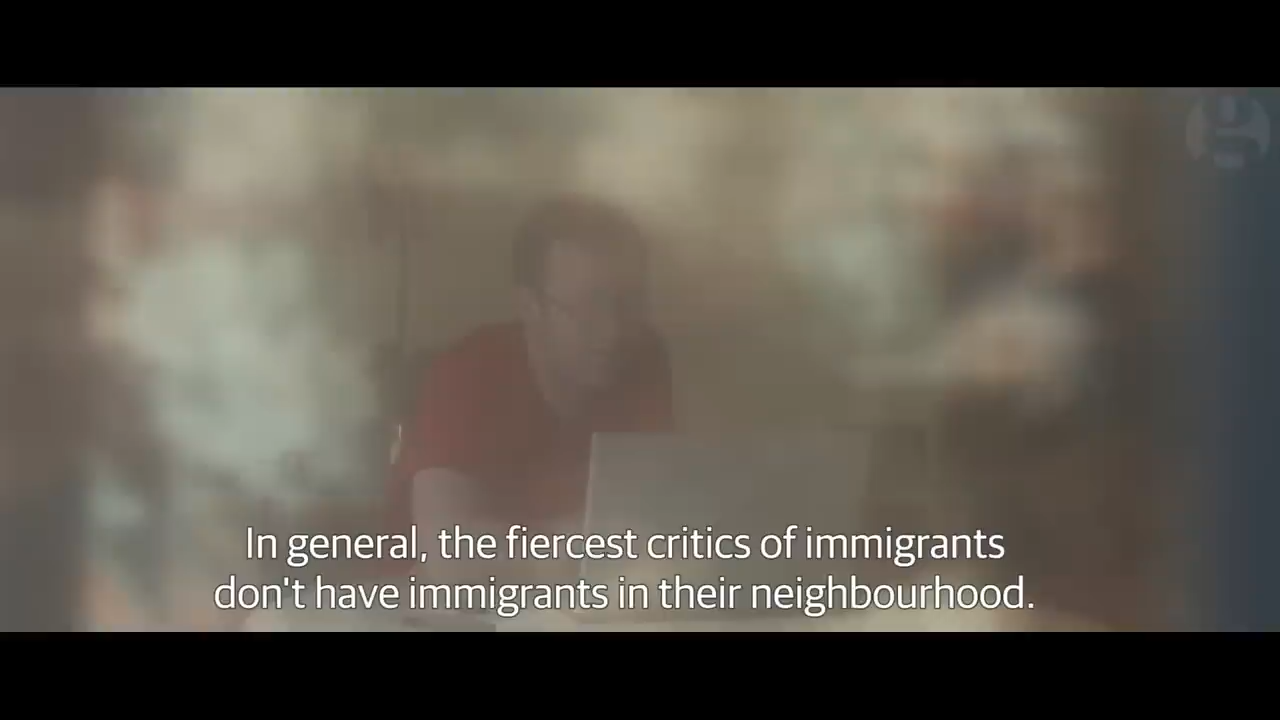 In general, the fiercest critics of immigrants
don't have immigrants in their neighbourhood.